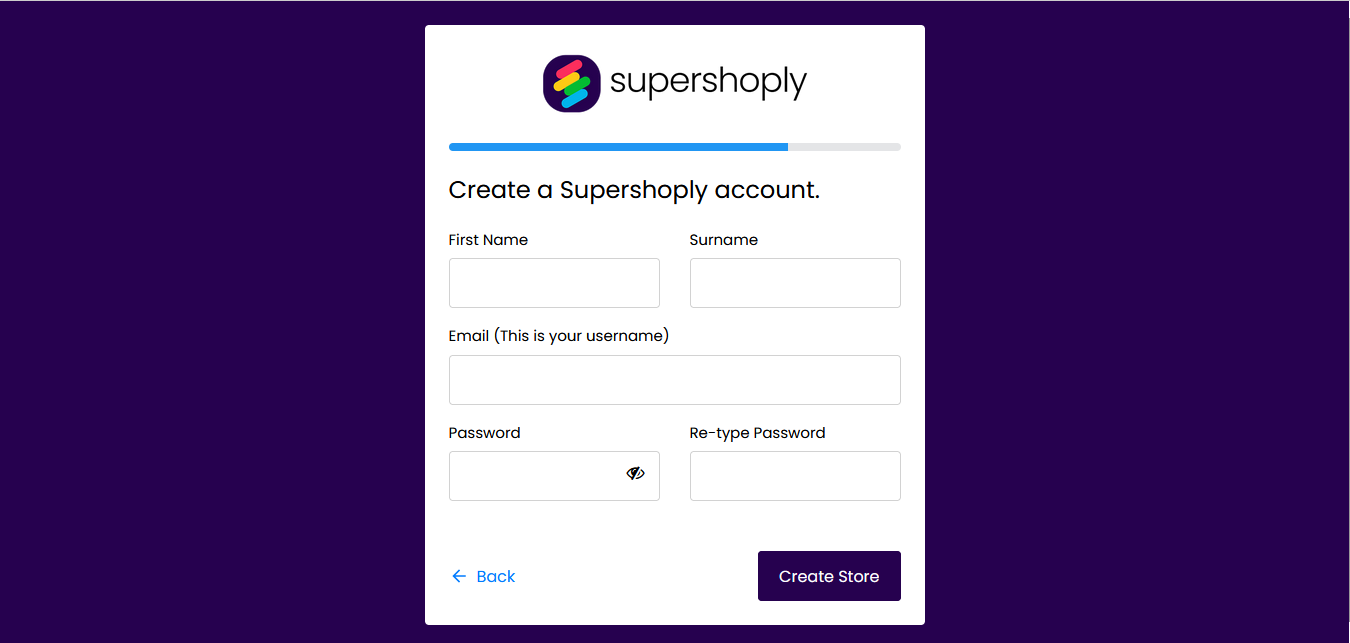 supershoply
Create a Supershoply account.
First Name
Surname
Email (This is your username)
Password
Re-type Password
Back
Create Store